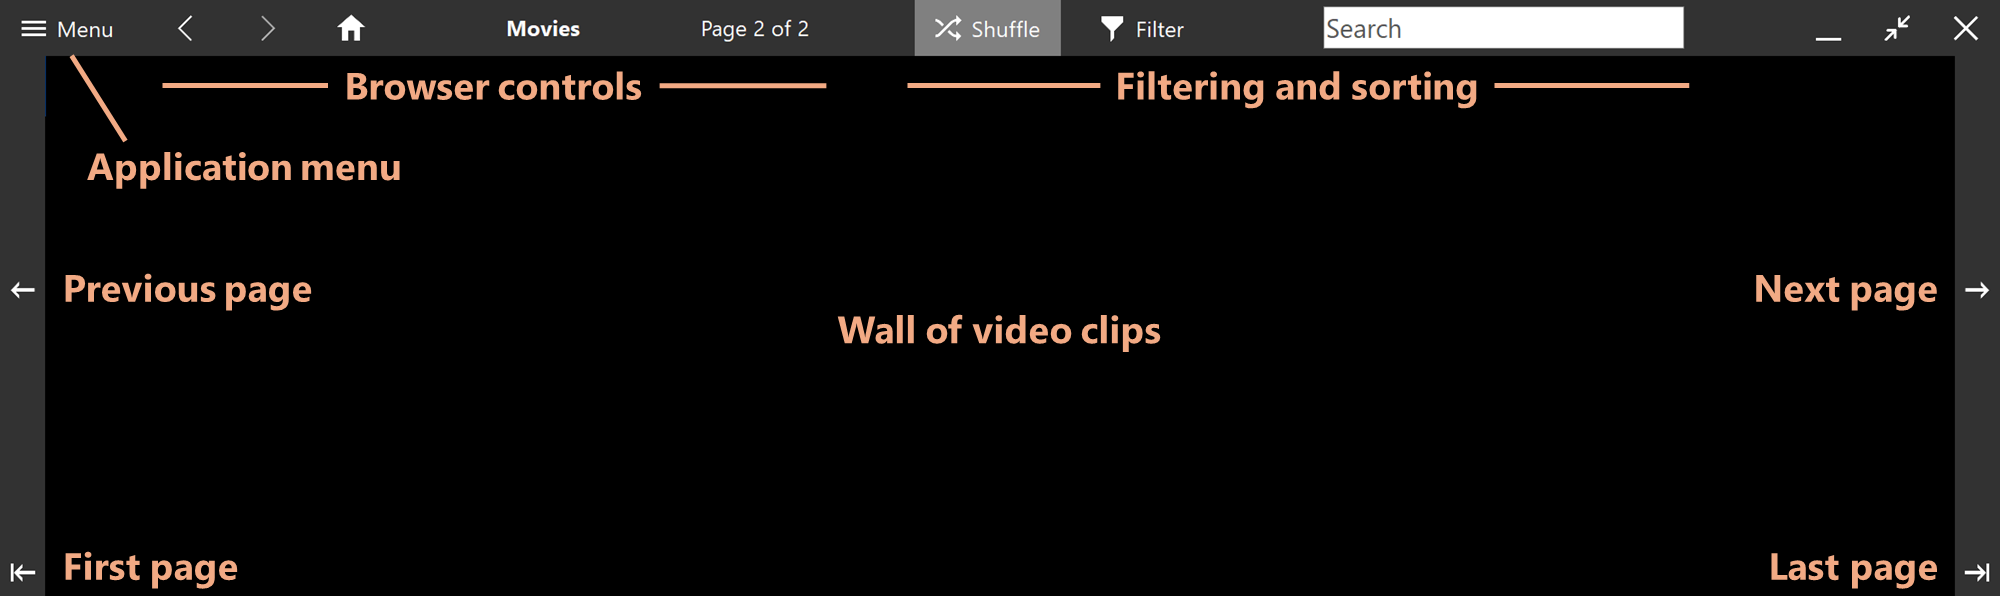 Menu
Movies
Page 2 of 2
Shuffle
Filter
Search
Browser controls
Filtering and sorting
Application menu
Previous page
Next page
Wall of video clips
First page
Last page